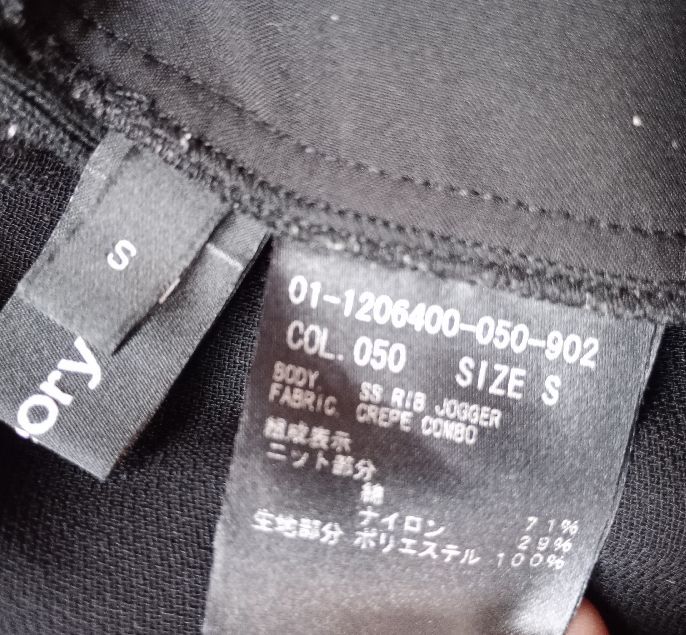 S
ory
01-1206400-050-902
COL. 050 SIZE S
BODY. SS RIB JOGGER
FABRIC. CREPE COMBO
組成表示
ニット部分
綿 71%
ナイロン 29%
生地部分 ポリエステル 100%